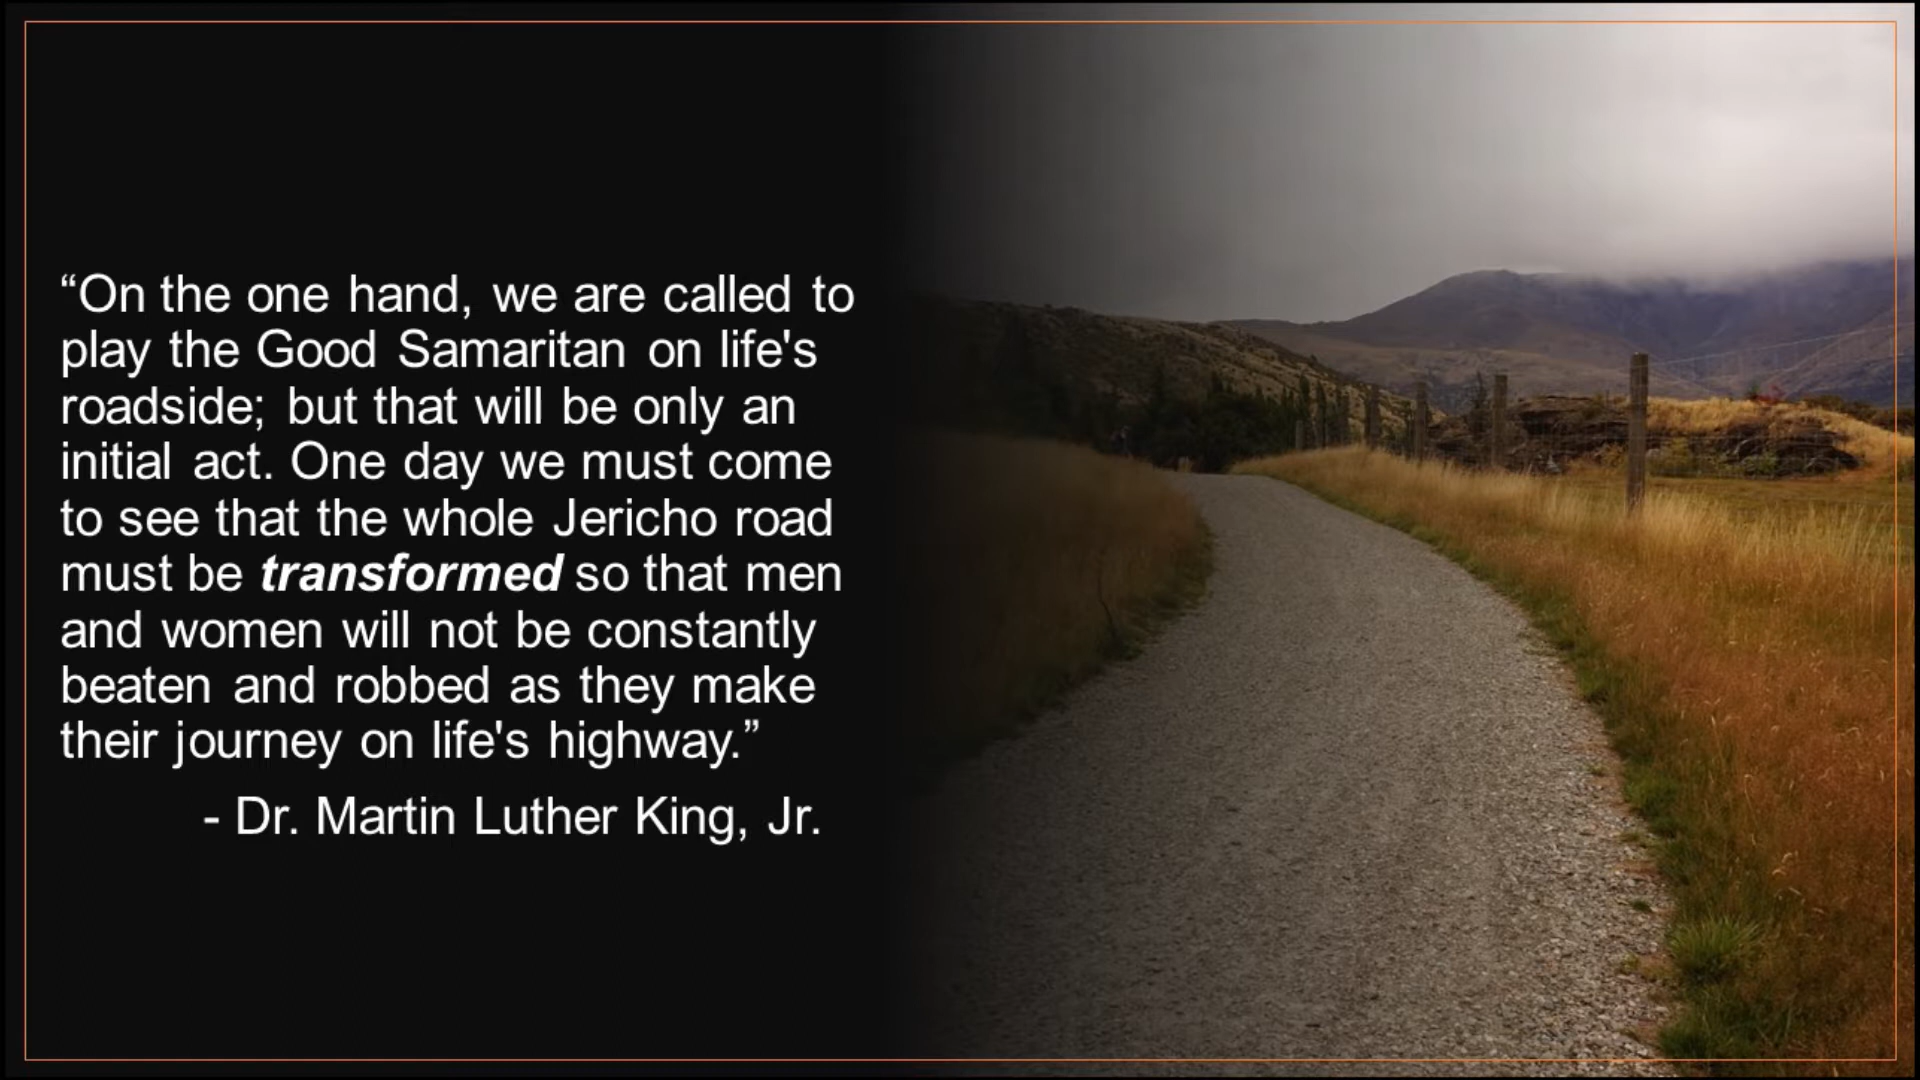 “On the one hand, we are called to
play the Good Samaritan on life's
roadside; but that will be only an
initial act. One day we must come
to see that the whole Jericho road
must be transformed so that men
and women will not be constantly
beaten and robbed as they make
their journey on life's highway.”
- Dr. Martin Luther King, Jr.